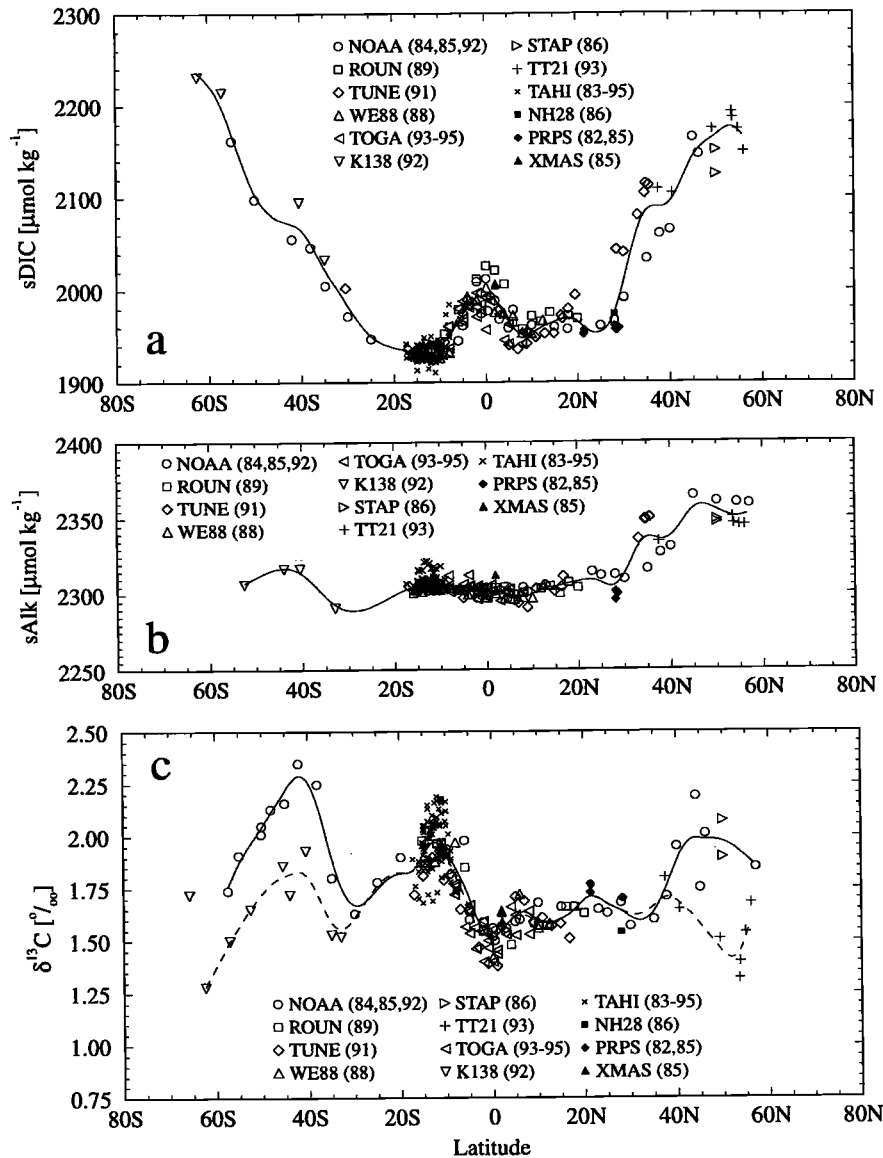 2300
2200
2100
2000
1900
sDIC [μmol kg⁻¹]
NOAA (84,85,92)
ROUN (89)
TUNE (91)
WE88 (88)
TOGA (93-95)
K138 (92)
STAP (86)
TT21 (93)
TAHI (83-95)
NH28 (86)
PRPS (82,85)
XMAS (85)
a
80S 60S 40S 20S 0 20N 40N 60N 80N
2400
2350
2300
2250
sAlk [μmol kg⁻¹]
NOAA (84,85,92)
ROUN (89)
TUNE (91)
WE88 (88)
TOGA (93-95)
K138 (92)
STAP (86)
TT21 (93)
TAHI (83-95)
PRPS (82,85)
XMAS (85)
b
80S 60S 40S 20S 0 20N 40N 60N 80N
2.50
2.25
2.00
1.75
1.50
1.25
1.00
0.75
δ¹³C [⁰/₀₀]
c
NOAA (84,85,92)
ROUN (89)
TUNE (91)
WE88 (88)
STAP (86)
TT21 (93)
TOGA (93-95)
K138 (92)
TAHI (83-95)
NH28 (86)
PRPS (82,85)
XMAS (85)
80S 60S 40S 20S 0 20N 40N 60N 80N
Latitude